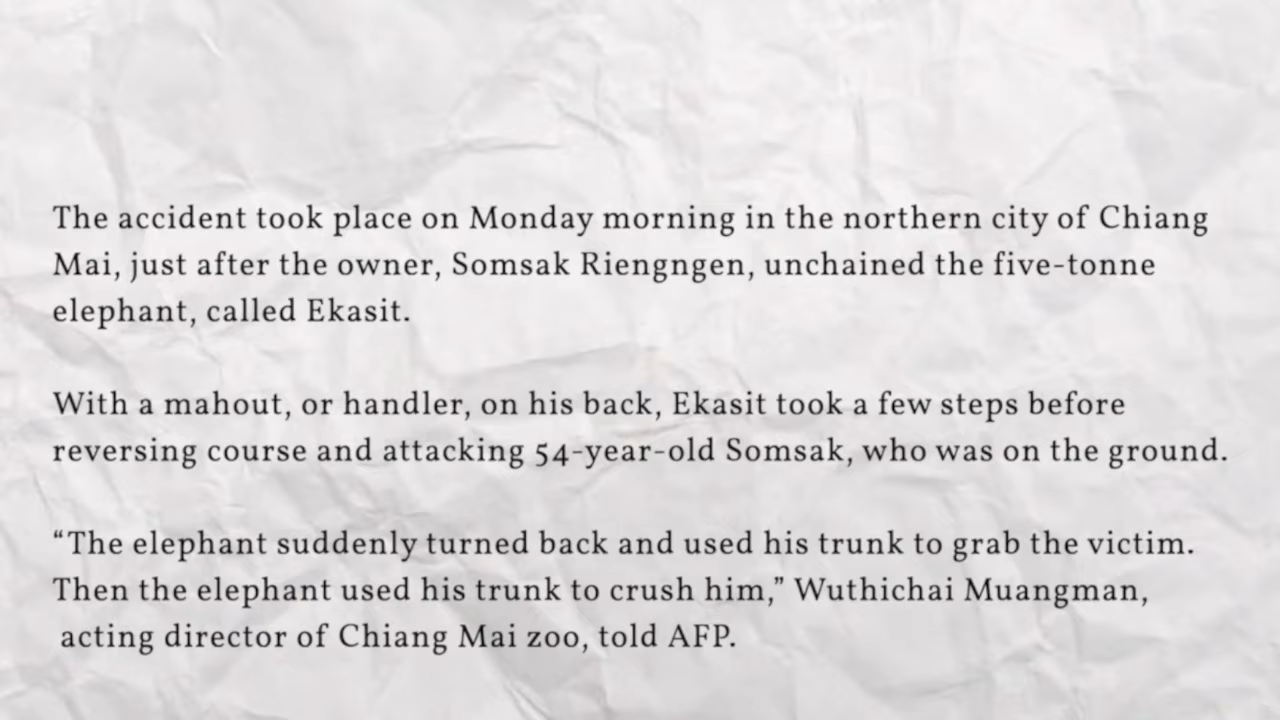 The accident took place on Monday morning in the northern city of Chiang
Mai, just after the owner, Somsak Riengngen, unchained the five-tonne
elephant, called Ekasit.
With a mahout, or handler, on his back, Ekasit took a few steps before
reversing course and attacking 54-year-old Somsak, who was on the ground.
“The elephant suddenly turned back and used his trunk to grab the victim.
Then the elephant used his trunk to crush him,” Wuthichai Muangman,
acting director of Chiang Mai zoo, told AFP.